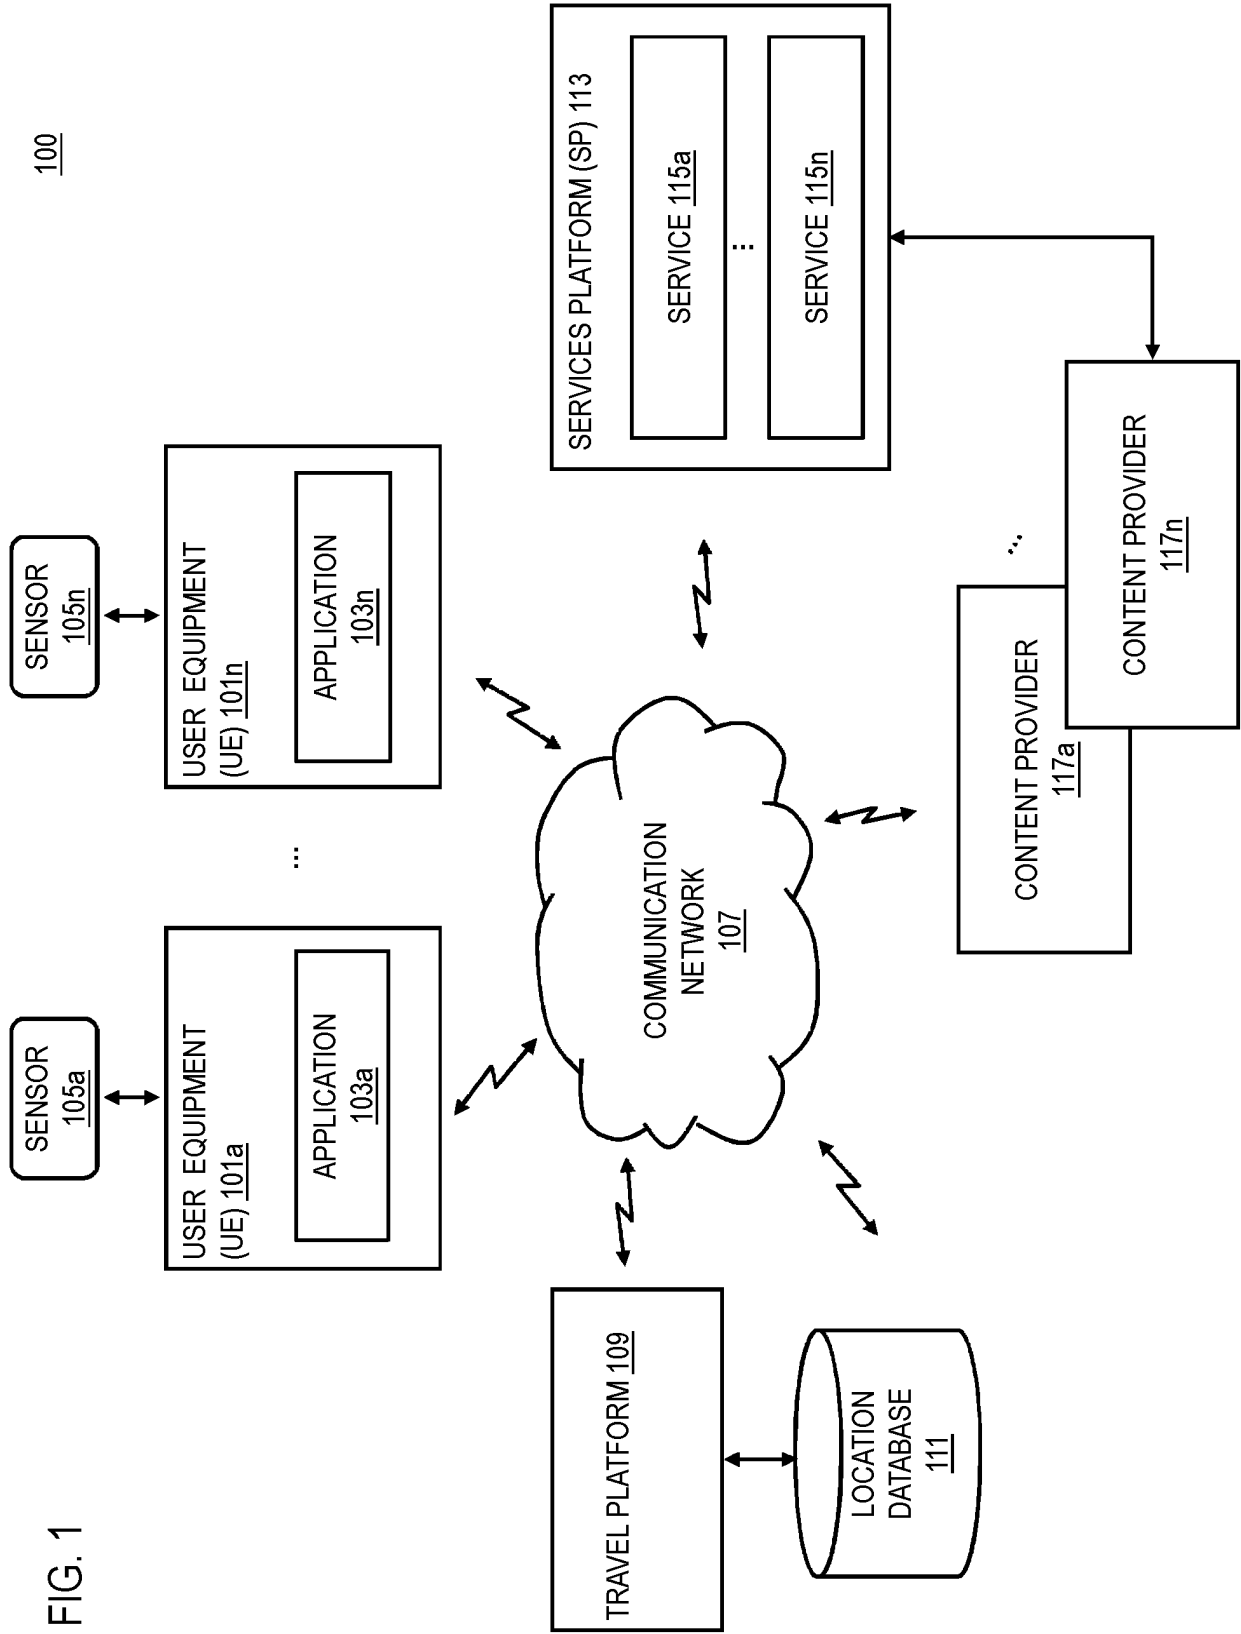 FIG. 1
100
SENSOR
105a
SENSOR
105n
USER EQUIPMENT
(UE) 101a
APPLICATION
103a
...
USER EQUIPMENT
(UE) 101n
APPLICATION
103n
TRAVEL PLATFORM 109
LOCATION
DATABASE
111
COMMUNICATION
NETWORK
107
SERVICES PLATFORM (SP) 113
SERVICE 115a
...
SERVICE 115n
CONTENT PROVIDER
117a
...
CONTENT PROVIDER
117n